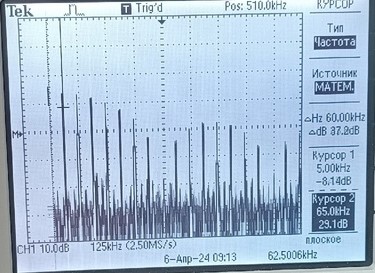 Tek
T Trig'd
Pos: 510.0kHz
КУРСОР
Тип
Частота
Источник
МАТЕМ.
△Hz 60.00kHz
△dB 37.2dB
Курсор 1
5.00kHz
-8.14dB
Курсор 2
65.0kHz
29.1dB
плоское
M
CH1 10.0dB
125kHz (2.50MS/s)
6-Апр-24 09:13
62.5006kHz